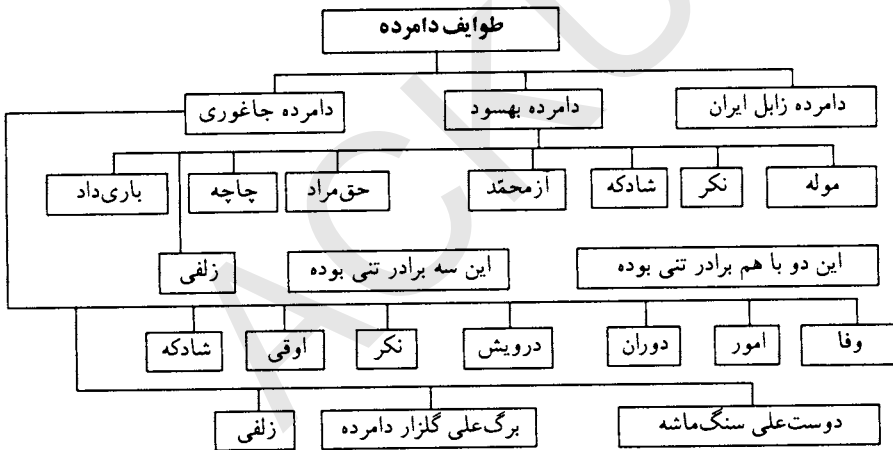 طوایف دامرده
دامرده زابل ایران
دامرده بهسود
دامرده جاغوری
موله
نکر
شادکه
آزمحمّد
حق‌مراد
چاچه
باری‌داد
زلفی
این دو با هم برادر تنی بوده
این سه برادر تنی بوده
وفا
امور
دوران
درویش
نکر
اوقی
شادکه
دوست‌علی سنگ‌ماشه
برگ‌علی گلزار دامرده
زلفی
ACKU